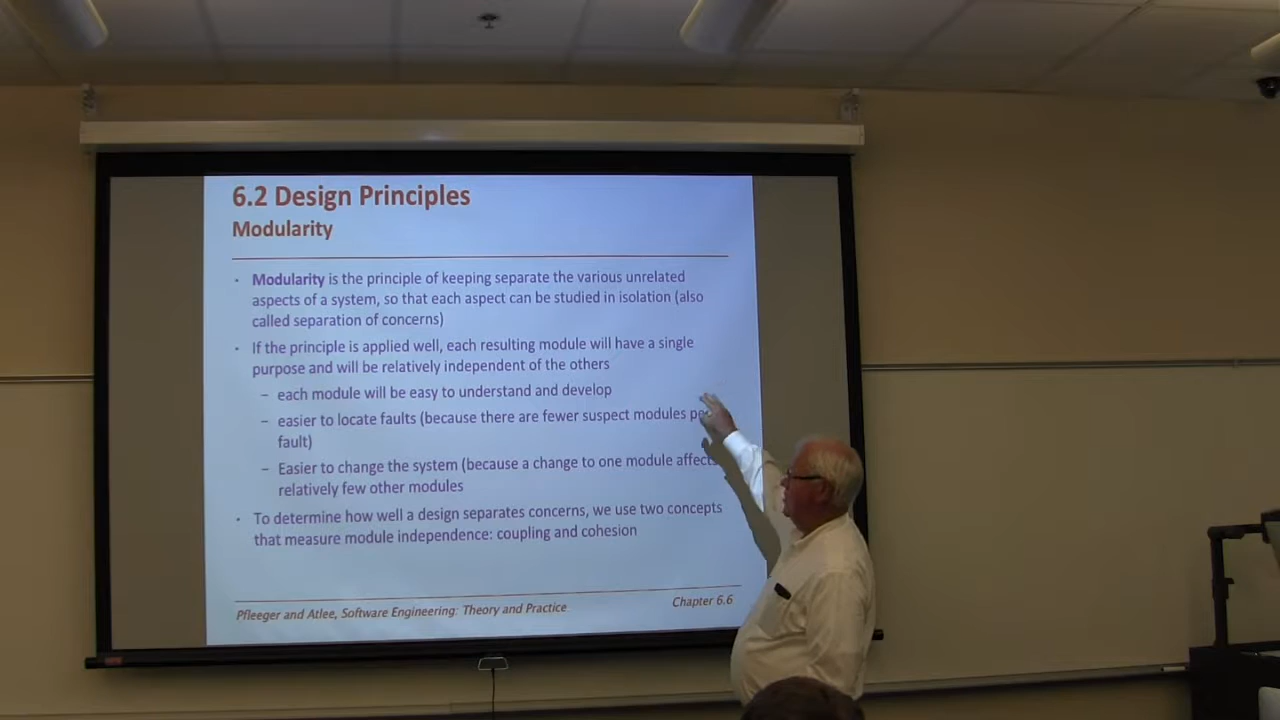 6.2 Design Principles
Modularity
• Modularity is the principle of keeping separate the various unrelated
aspects of a system, so that each aspect can be studied in isolation (also
called separation of concerns)
• If the principle is applied well, each resulting module will have a single
purpose and will be relatively independent of the others
– each module will be easy to understand and develop
– easier to locate faults (because there are fewer suspect modules pe
fault)
– Easier to change the system (because a change to one module affects
relatively few other modules
• To determine how well a design separates concerns, we use two concepts
that measure module independence: coupling and cohesion
Pfleeger and Atlee, Software Engineering: Theory and Practice
Chapter 6.6